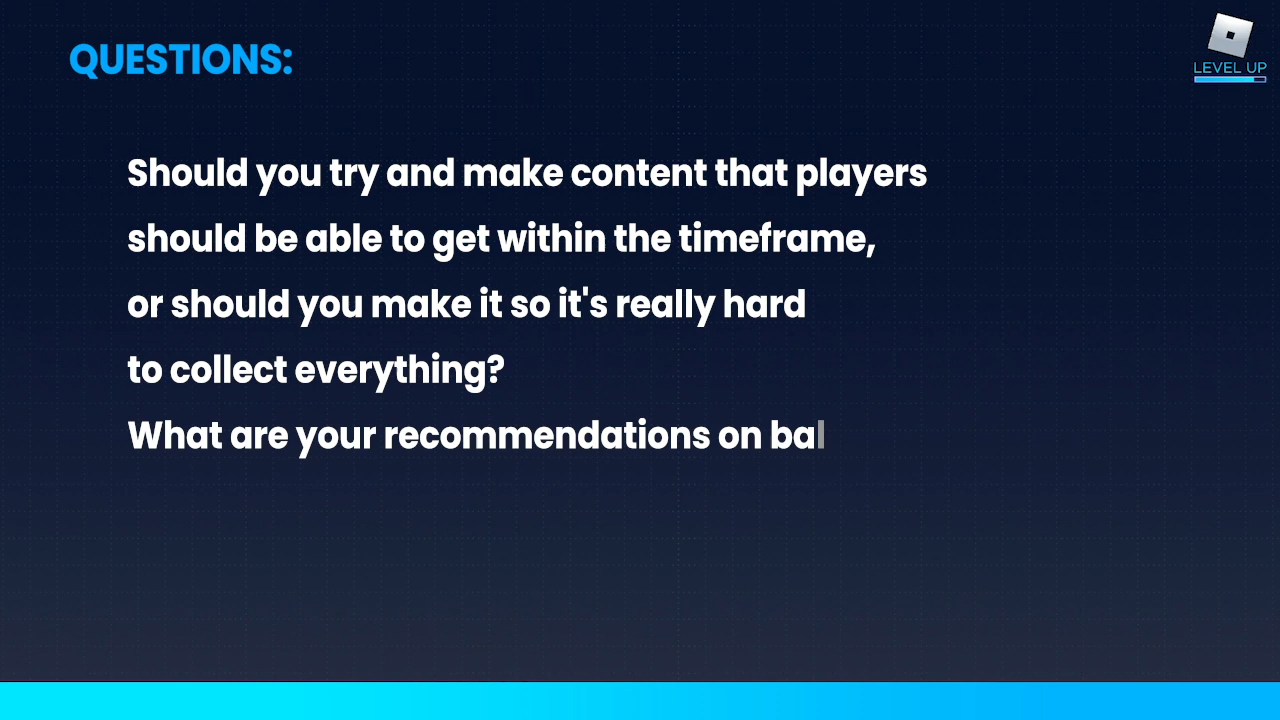 QUESTIONS:
LEVEL UP
Should you try and make content that players
should be able to get within the timeframe,
or should you make it so it's really hard
to collect everything?
What are your recommendations on bal